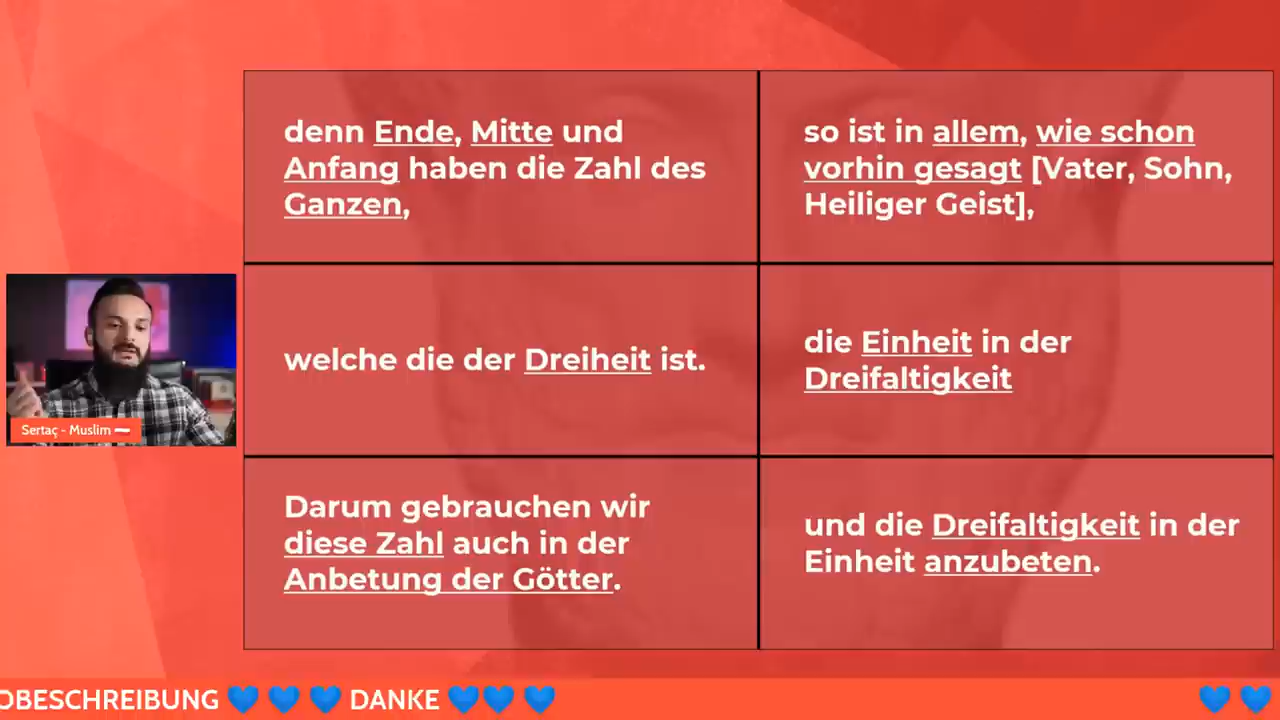 denn Ende, Mitte und
Anfang haben die Zahl des
Ganzen,
so ist in allem, wie schon
vorhin gesagt [Vater, Sohn,
Heiliger Geist],
welche die der Dreiheit ist.
die Einheit in der
Dreifaltigkeit
Darum gebrauchen wir
diese Zahl auch in der
Anbetung der Götter.
und die Dreifaltigkeit in der
Einheit anzubeten.
Sertaç - Muslim
OBESCHREIBUNG 💙 💙 💙 DANKE 💙💙 💙 💙 💙